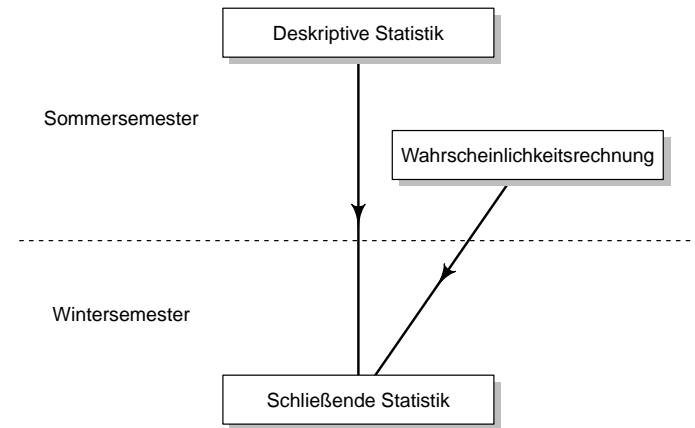 Deskriptive Statistik
Sommersemester
Wahrscheinlichkeitsrechnung
Wintersemester
Schließende Statistik